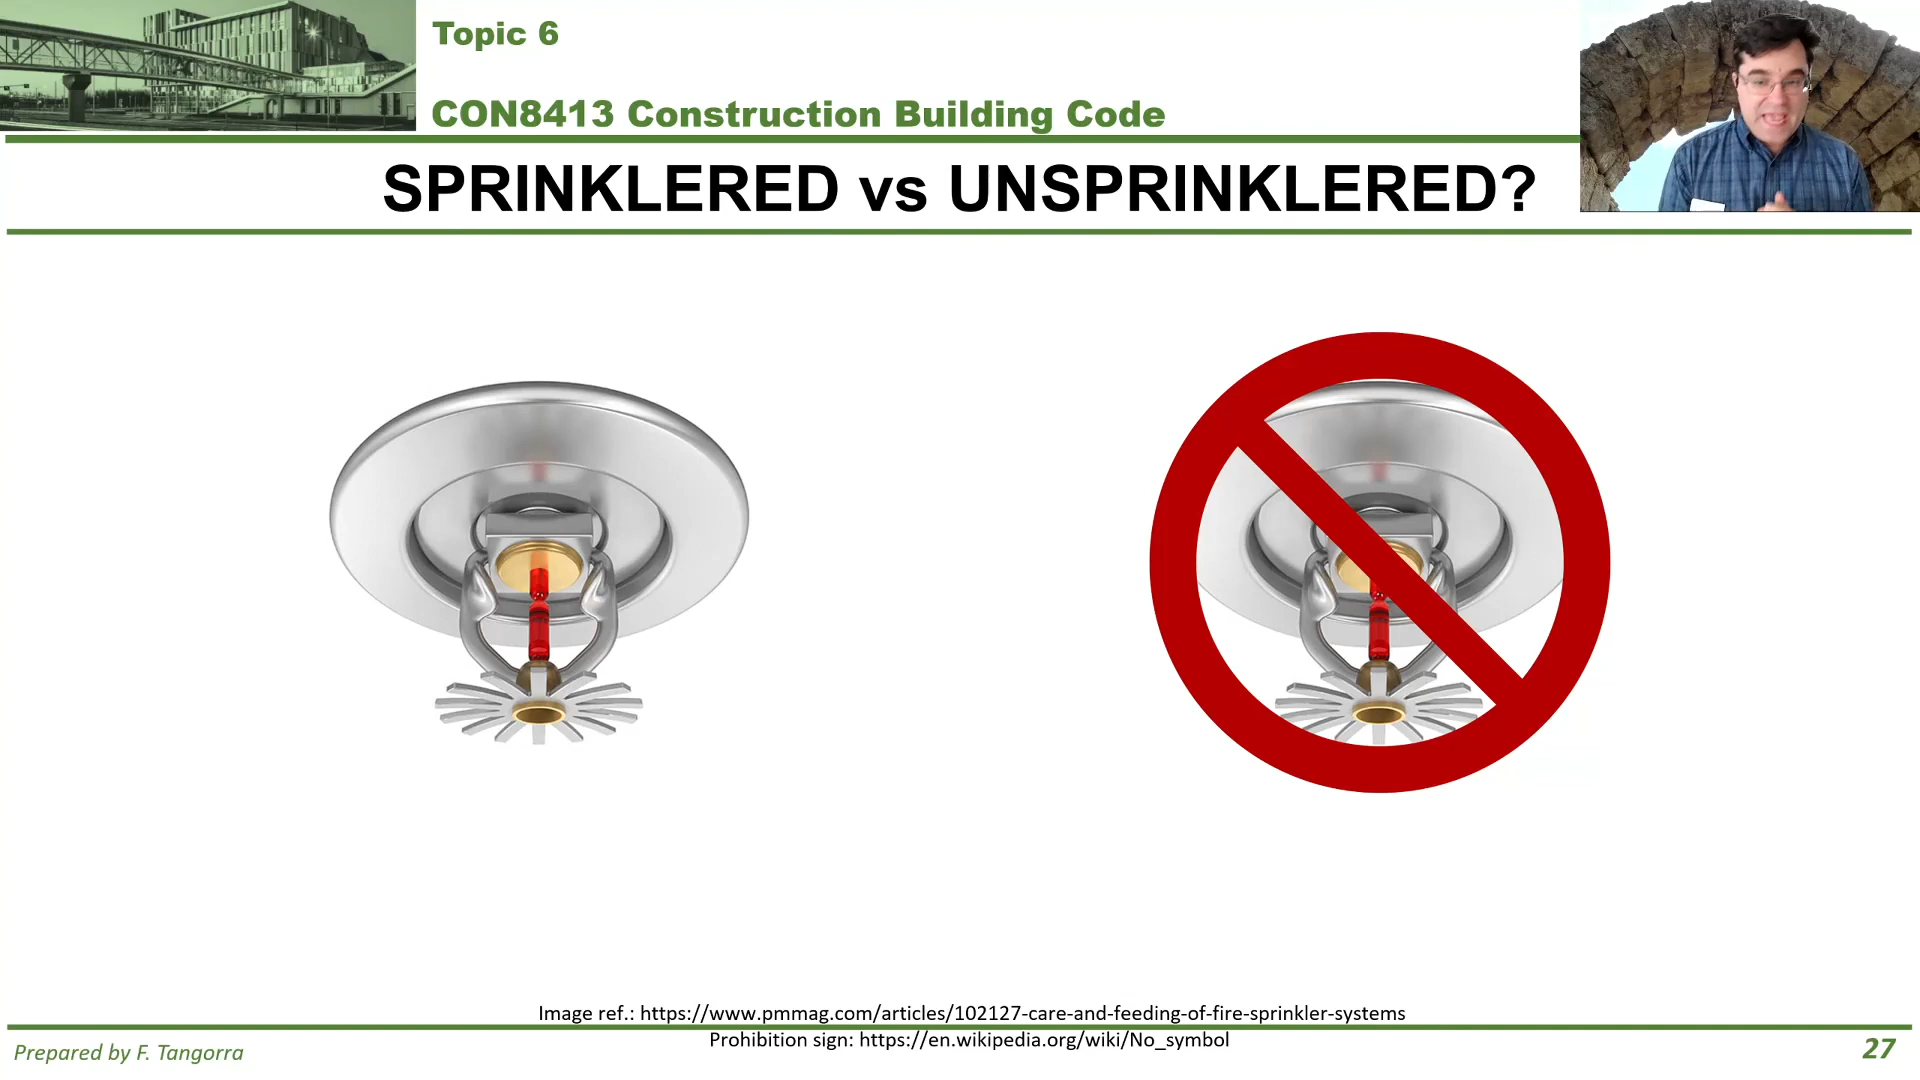 Topic 6
CON8413 Construction Building Code
SPRINKLERED vs UNSPRINKLERED?
Image ref.: https://www.pmmag.com/articles/102127-care-and-feeding-of-fire-sprinkler-systems
Prohibition sign: https://en.wikipedia.org/wiki/No_symbol
Prepared by F. Tangorra
27